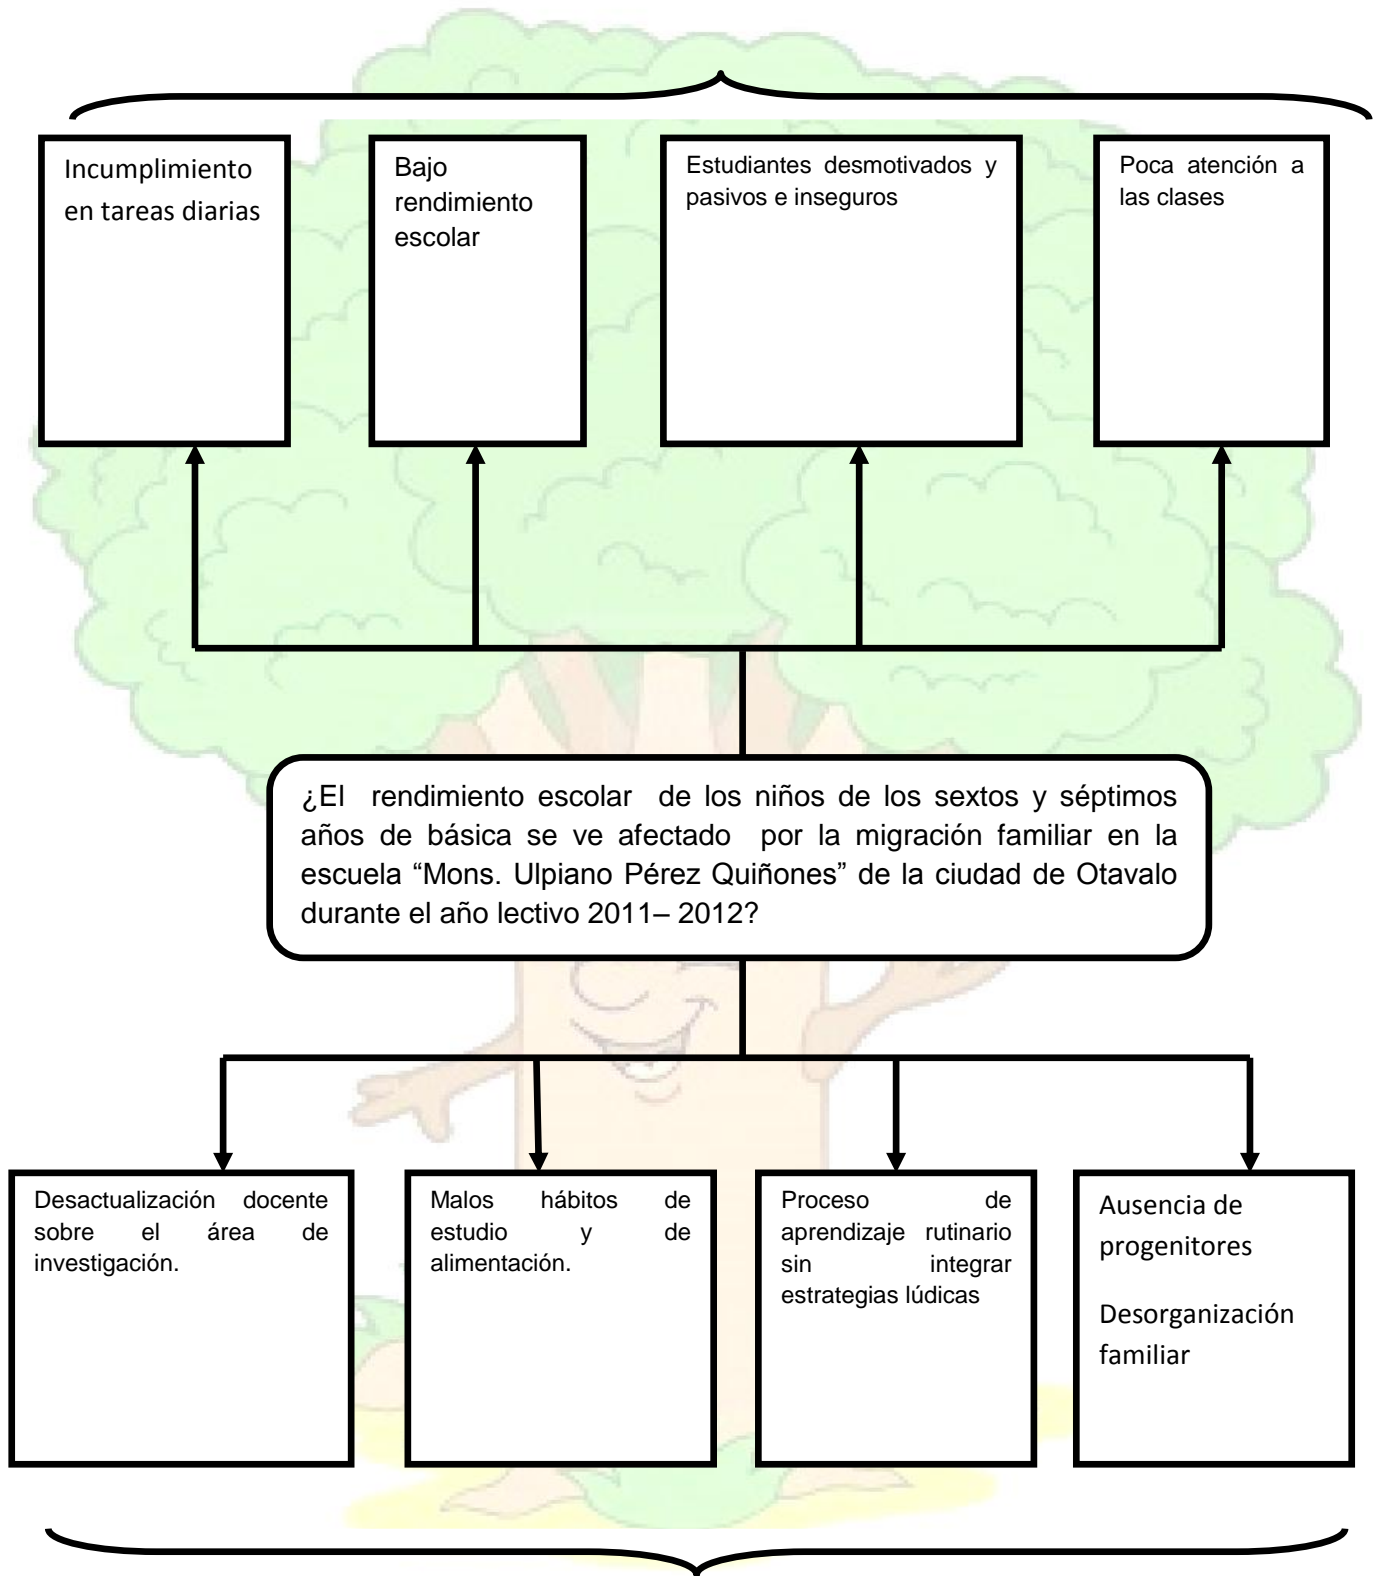 Incumplimiento
en tareas diarias
Bajo
rendimiento
escolar
Estudiantes desmotivados y
pasivos e inseguros
Poca atención a
las clases
¿El rendimiento escolar de los niños de los sextos y séptimos
años de básica se ve afectado por la migración familiar en la
escuela “Mons. Ulpiano Pérez Quiñones” de la ciudad de Otavalo
durante el año lectivo 2011– 2012?
Desactualización docente
sobre el área de
investigación.
Malos hábitos de
estudio y de
alimentación.
Proceso de
aprendizaje rutinario
sin integrar
estrategias lúdicas
Ausencia de
progenitores
Desorganización
familiar